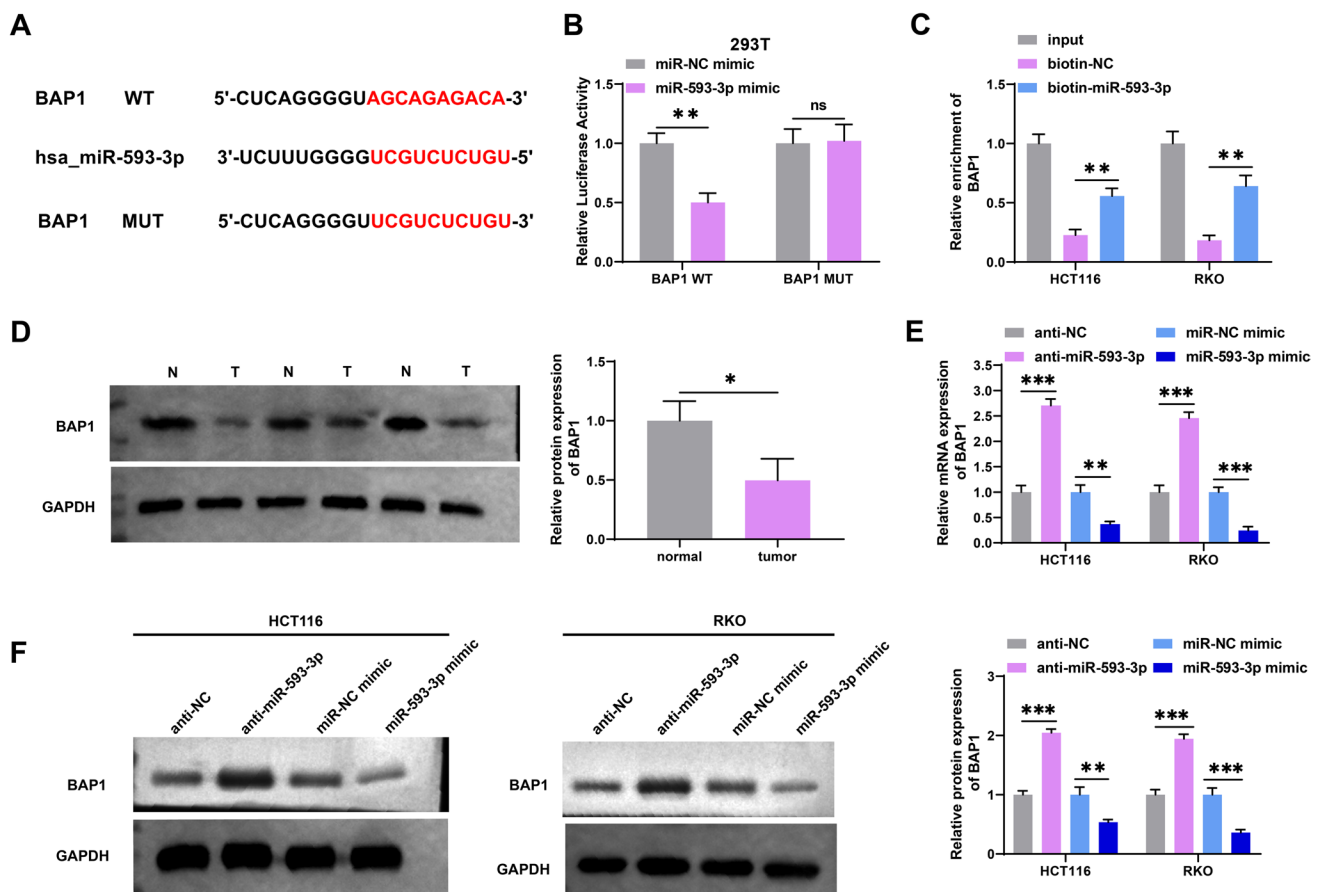 A
BAP1 WT 5'-CUCAGGGGUAGCAGAGACA-3'
hsa_miR-593-3p 3'-UCUUUGGGGUCGUCUCUGU-5'
BAP1 MUT 5'-CUCAGGGGUUCGUCUCUGU-3'
B
293T
miR-NC mimic
miR-593-3p mimic
Relative Luciferase Activity
1.5
1.0
0.5
0.0
**
ns
BAP1 WT BAP1 MUT
C
input
biotin-NC
biotin-miR-593-3p
Relative enrichment of
BAP1
1.5
1.0
0.5
0.0
**
**
HCT116 RKO
D
N T N T N T
BAP1
GAPDH
Relative protein expression
of BAP1
1.5
1.0
0.5
0.0
*
normal tumor
E
anti-NC miR-NC mimic
anti-miR-593-3p miR-593-3p mimic
Relative mRNA expression
of BAP1
3.5
3.0
2.5
2.0
1.5
1.0
0.5
0.0
*** ** *** ***
HCT116 RKO
F
HCT116
anti-NC
anti-miR-593-3p
miR-NC mimic
miR-593-3p mimic
BAP1
GAPDH
RKO
anti-NC
anti-miR-593-3p
miR-NC mimic
miR-593-3p mimic
BAP1
GAPDH
anti-NC miR-NC mimic
anti-miR-593-3p miR-593-3p mimic
Relative protein expression
of BAP1
3
2
1
0
*** ** *** ***
HCT116 RKO